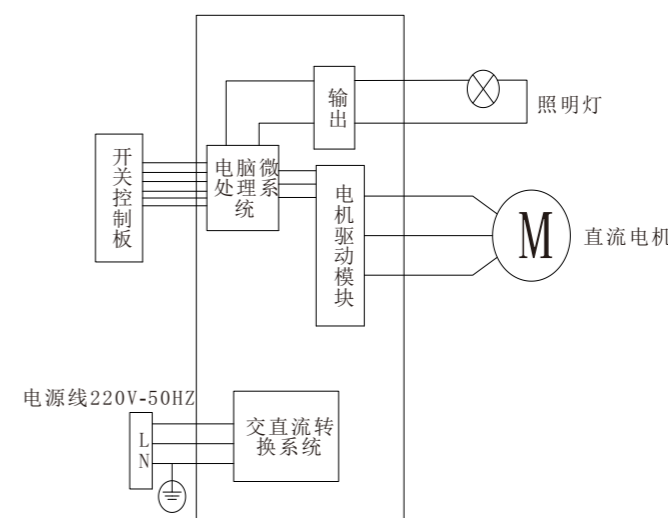 输出
照明灯
开关控制板
电脑微
处理系
统
电机驱动模块
M
直流电机
电源线220V-50HZ
L
N
交直流转
换系统